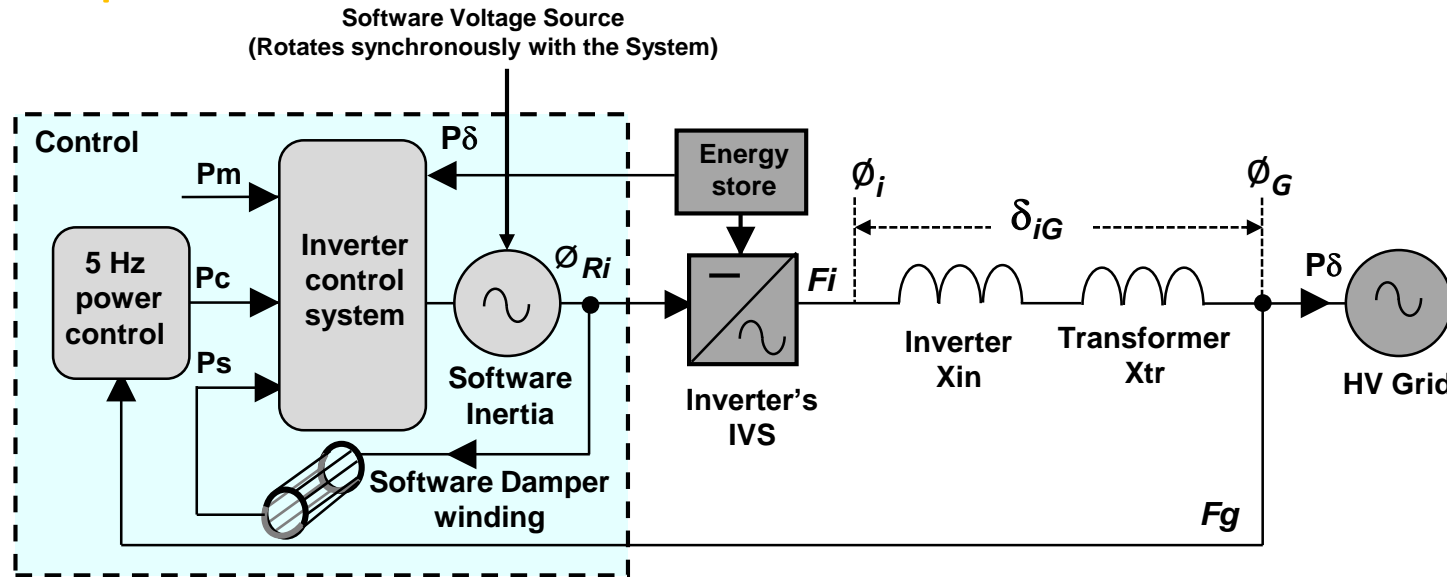 Software Voltage Source
(Rotates synchronously with the System)
Control
Pm
Pδ
5 Hz
power
control
Pc
Ps
Inverter
control
system
ØRi
Software
Inertia
Software Damper
winding
Energy
store
Inverter's
IVS
Fi
Øi
δiG
ØG
Inverter
Xin
Transformer
Xtr
Pδ
HV Grid
Fg